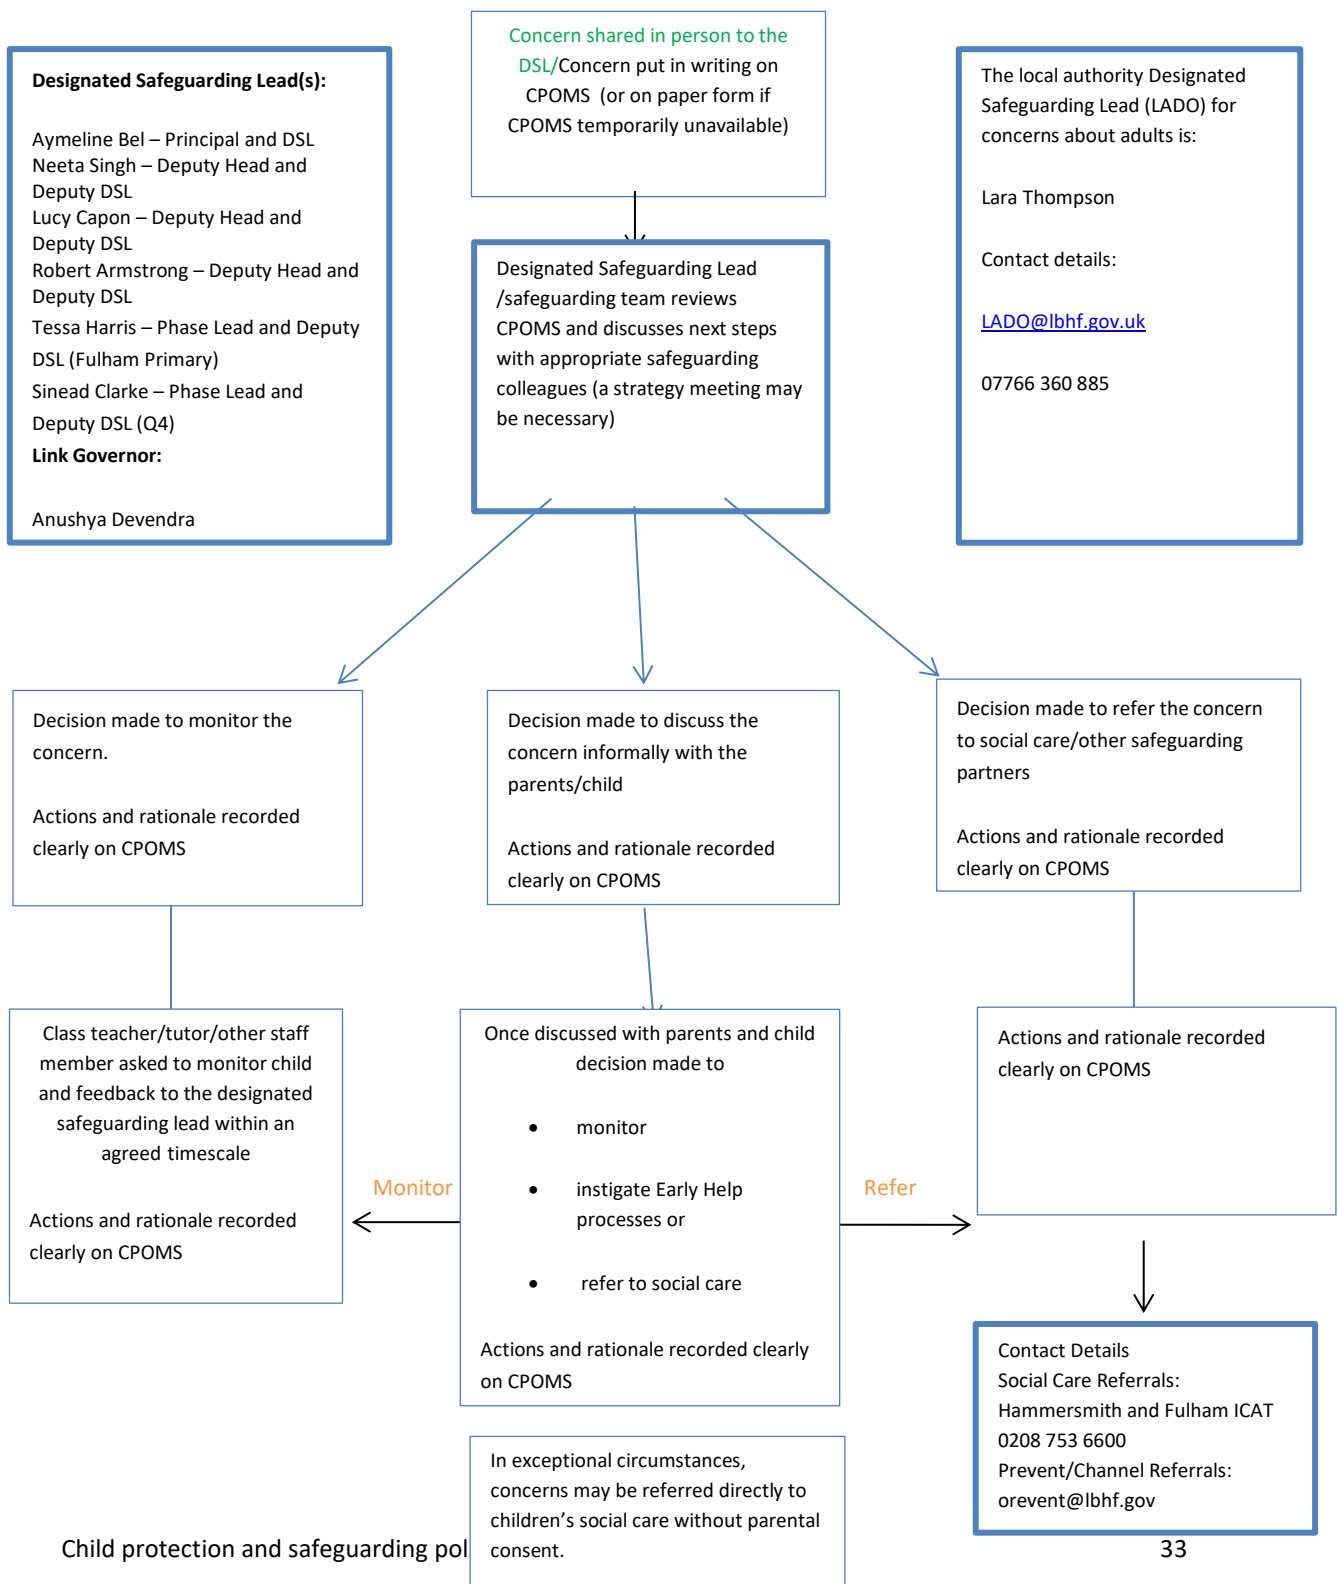 Designated Safeguarding Lead(s):
Aymeline Bel – Principal and DSL
Neeta Singh – Deputy Head and
Deputy DSL
Lucy Capon – Deputy Head and
Deputy DSL
Robert Armstrong – Deputy Head and
Deputy DSL
Tessa Harris – Phase Lead and Deputy
DSL (Fulham Primary)
Sinead Clarke – Phase Lead and
Deputy DSL (Q4)
Link Governor:
Anushya Devendra
Concern shared in person to the
DSL/Concern put in writing on
CPOMS (or on paper form if
CPOMS temporarily unavailable)
The local authority Designated
Safeguarding Lead (LADO) for
concerns about adults is:
Lara Thompson
Contact details:
LADO@lbhf.gov.uk
07766 360 885
Designated Safeguarding Lead
/safeguarding team reviews
CPOMS and discusses next steps
with appropriate safeguarding
colleagues (a strategy meeting may
be necessary)
Decision made to monitor the
concern.
Actions and rationale recorded
clearly on CPOMS
Decision made to discuss the
concern informally with the
parents/child
Actions and rationale recorded
clearly on CPOMS
Decision made to refer the concern
to social care/other safeguarding
partners
Actions and rationale recorded
clearly on CPOMS
Class teacher/tutor/other staff
member asked to monitor child
and feedback to the designated
safeguarding lead within an
agreed timescale
Actions and rationale recorded
clearly on CPOMS
Monitor
Once discussed with parents and child
decision made to
• monitor
• instigate Early Help
processes or
• refer to social care
Actions and rationale recorded clearly
on CPOMS
Refer
Actions and rationale recorded
clearly on CPOMS
Contact Details
Social Care Referrals:
Hammersmith and Fulham ICAT
0208 753 6600
Prevent/Channel Referrals:
orevent@lbhf.gov
In exceptional circumstances,
concerns may be referred directly to
children’s social care without parental
consent.
Child protection and safeguarding pol
33